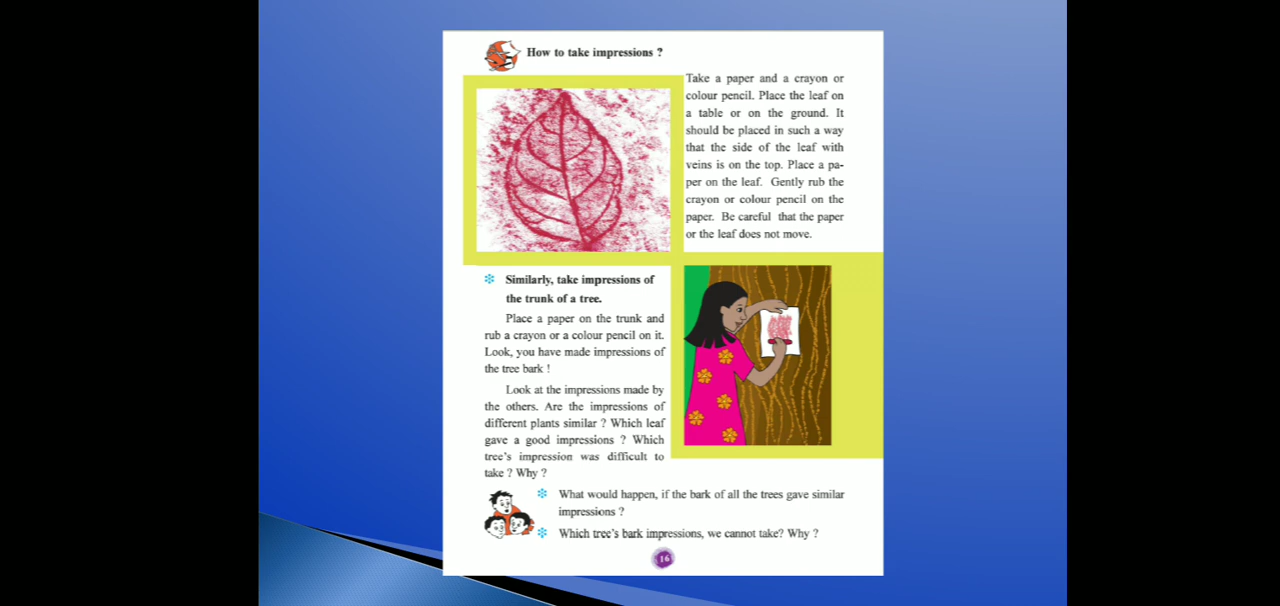 How to take impressions ?
Take a paper and a crayon or
colour pencil. Place the leaf on
a table or on the ground. It
should be placed in such a way
that the side of the leaf with
veins is on the top. Place a pa-
per on the leaf. Gently rub the
crayon or colour pencil on the
paper. Be careful that the paper
or the leaf does not move.
Similarly, take impressions of
the trunk of a tree.
Place a paper on the trunk and
rub a crayon or a colour pencil on it.
Look, you have made impressions of
the tree bark !
Look at the impressions made by
the others. Are the impressions of
different plants similar ? Which leaf
gave a good impressions ? Which
tree's impression was difficult to
take ? Why ?
What would happen, if the bark of all the trees gave similar
impressions ?
Which tree's bark impressions, we cannot take? Why ?
16